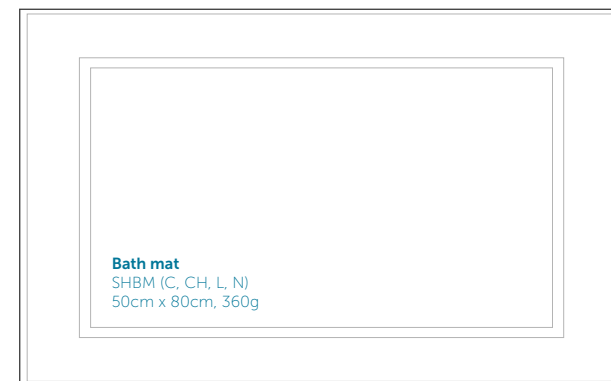 Bath mat
SHBM (C, CH, L, N)
50cm x 80cm, 360g